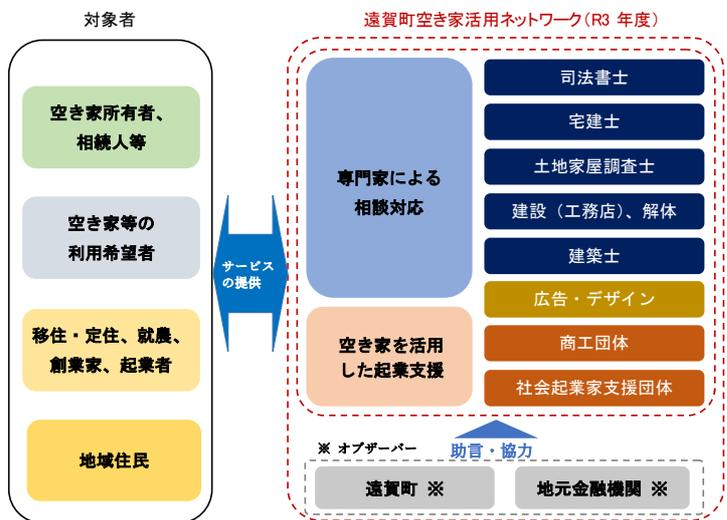 対象者
空き家所有者、
相続人等
空き家等の
利用希望者
移住・定住、就農、
創業家、起業者
地域住民
サービス
の提供
遠賀町空き家活用ネットワーク（R3 年度）
専門家による
相談対応
空き家を活用
した起業支援
司法書士
宅建士
土地家屋調査士
建設（工務店）、解体
建築士
広告・デザイン
商工団体
社会起業家支援団体
※ オブザーバー
助言・協力
遠賀町 ※
地元金融機関 ※